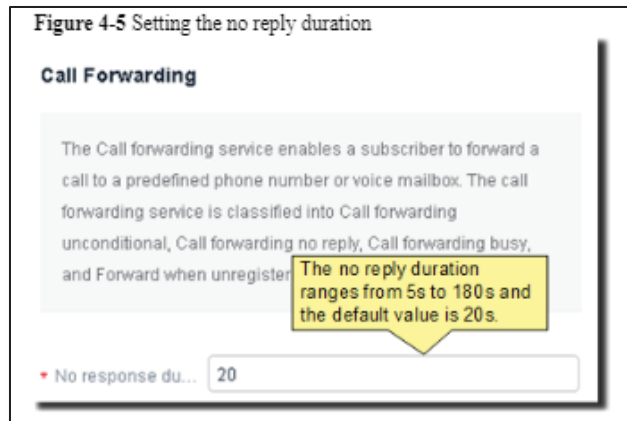 Figure 4-5 Setting the no reply duration
Call Forwarding
The Call forwarding service enables a subscriber to forward a
call to a predefined phone number or voice mailbox. The call
forwarding service is classified into Call forwarding
unconditional, Call forwarding no reply, Call forwarding busy,
and Forward when unregister
The no reply duration
ranges from 5s to 180s and
the default value is 20s.
* No response du... 20